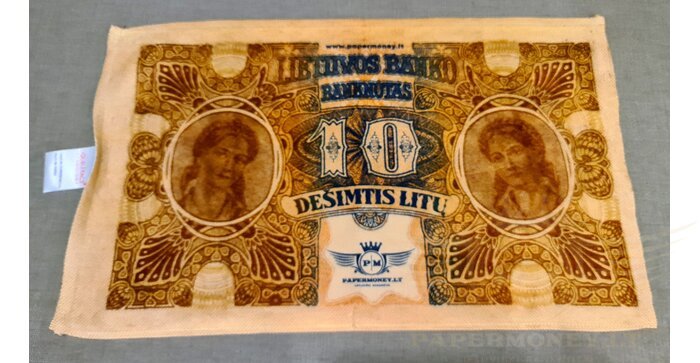 www.papermoney.lt
LIETUVOS BANKO
BANKNOTAS
10
DEŠIMTIS LITŲ
PM
PAPERMONEY.LT
PAPERMONEY.LT